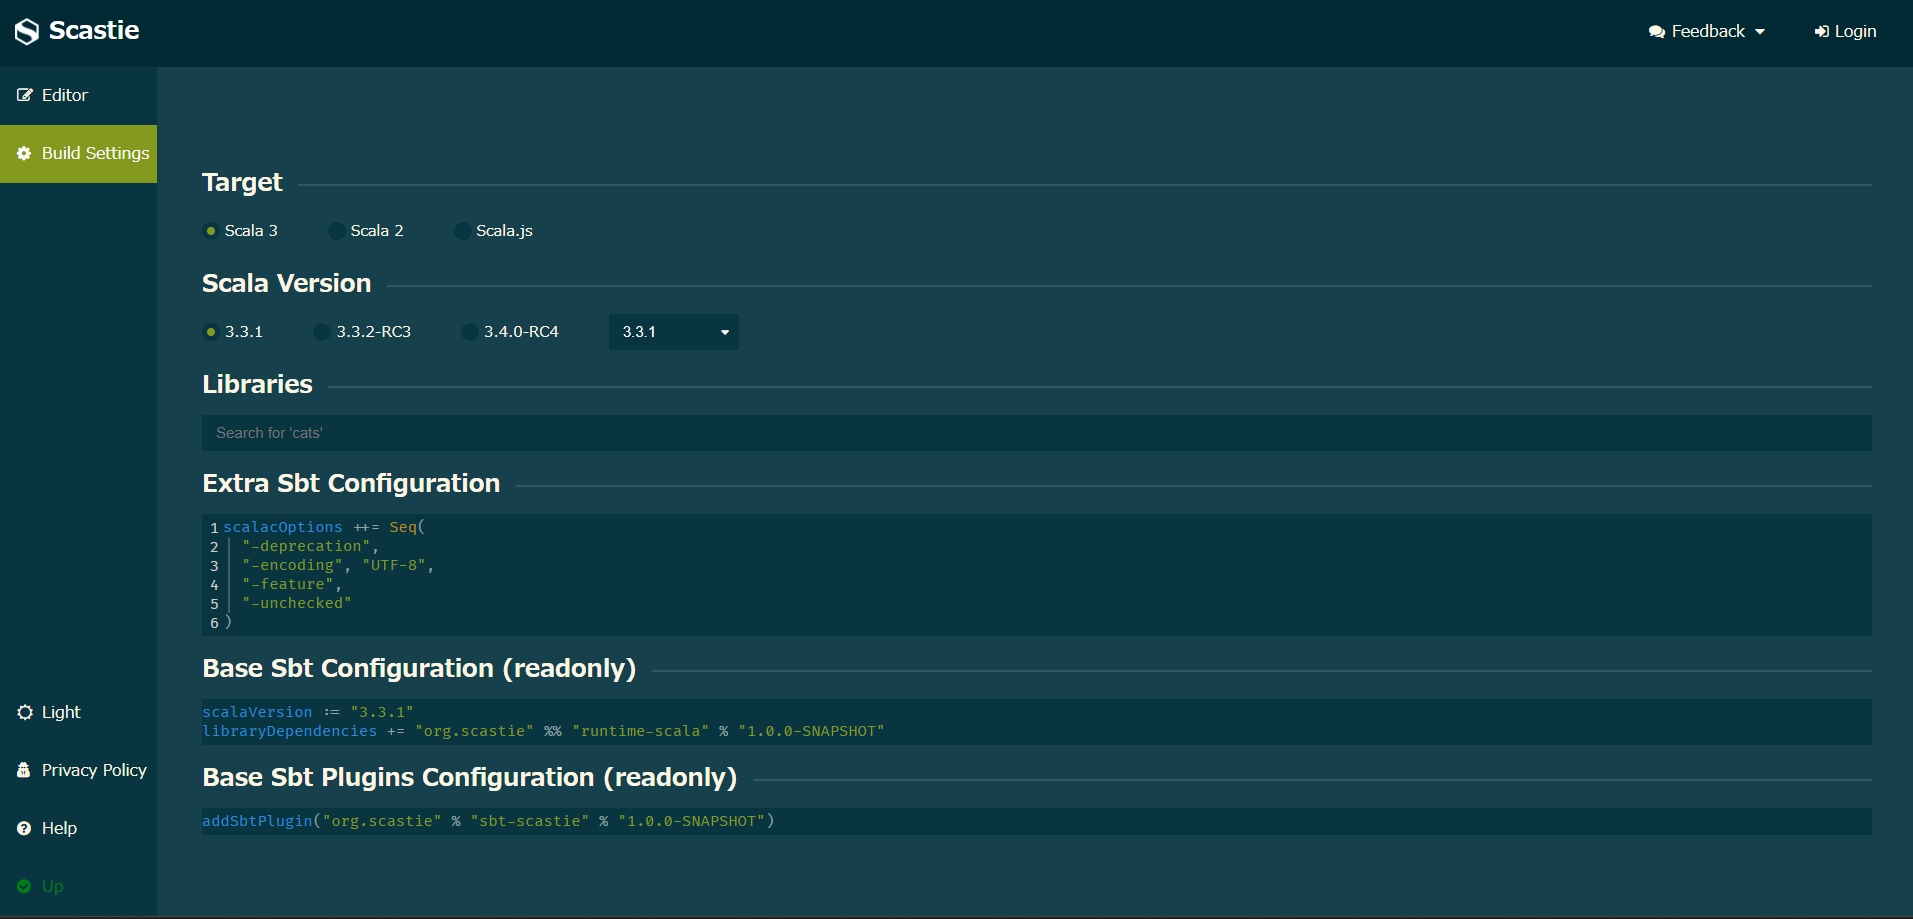 Scastie
Feedback
Login
Editor
Build Settings
Target
Scala 3 Scala 2 Scala.js
Scala Version
3.3.1 3.3.2-RC3 3.4.0-RC4 3.3.1
Libraries
Search for 'cats'
Extra Sbt Configuration
1 scalacOptions ++= Seq(
2 "-deprecation",
3 "-encoding", "UTF-8",
4 "-feature",
5 "-unchecked"
6 )
Base Sbt Configuration (readonly)
scalaVersion := "3.3.1"
libraryDependencies += "org.scastie" %% "runtime-scala" % "1.0.0-SNAPSHOT"
Base Sbt Plugins Configuration (readonly)
addSbtPlugin("org.scastie" % "sbt-scastie" % "1.0.0-SNAPSHOT")
Light
Privacy Policy
Help
Up